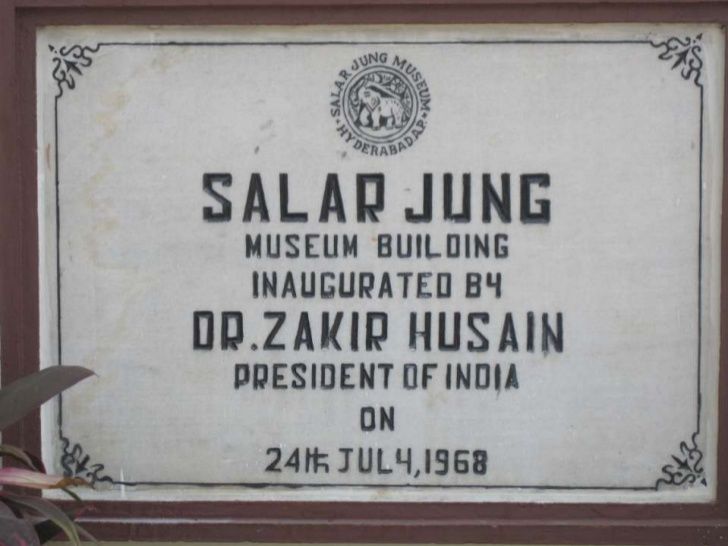 SALAR JUNG MUSEUM
HYDERABAD A.P.
SALAR JUNG
MUSEUM BUILDING
INAUGURATED BY
DR. ZAKIR HUSAIN
PRESIDENT OF INDIA
ON
24th JULY, 1968